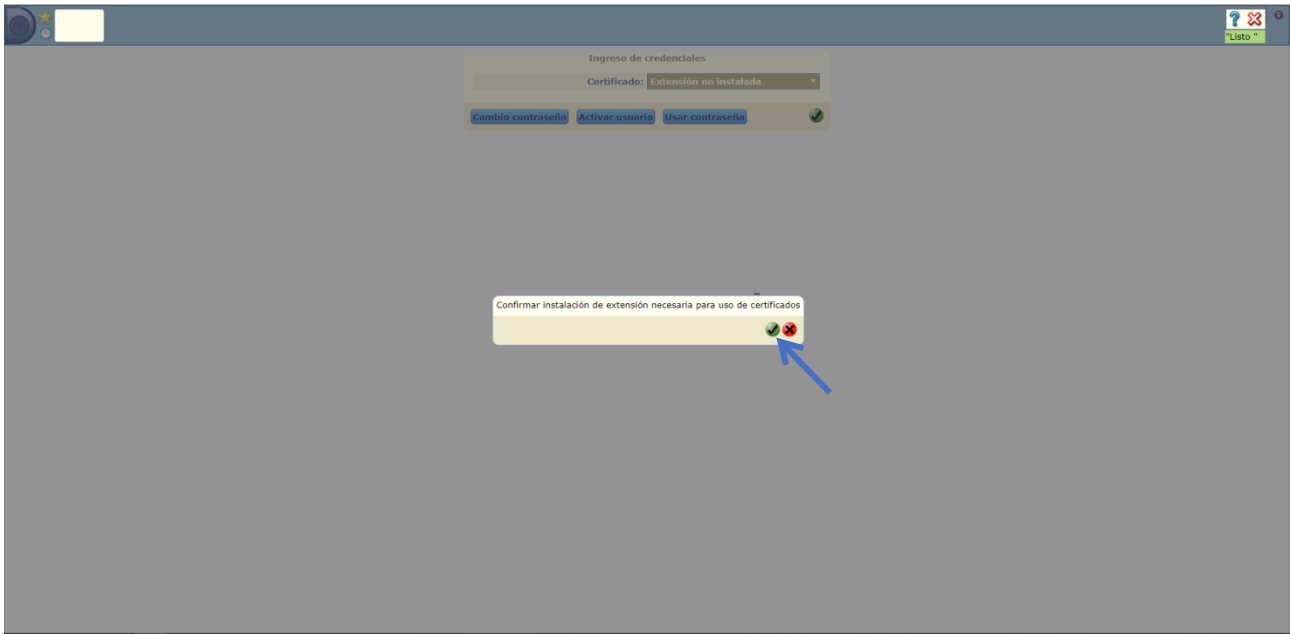 "Listo "
Ingreso de credenciales
Certificado: Extensión no instalada
Cambio contraseña Activar usuario Usar contraseña
Confirmar instalación de extensión necesaria para uso de certificados